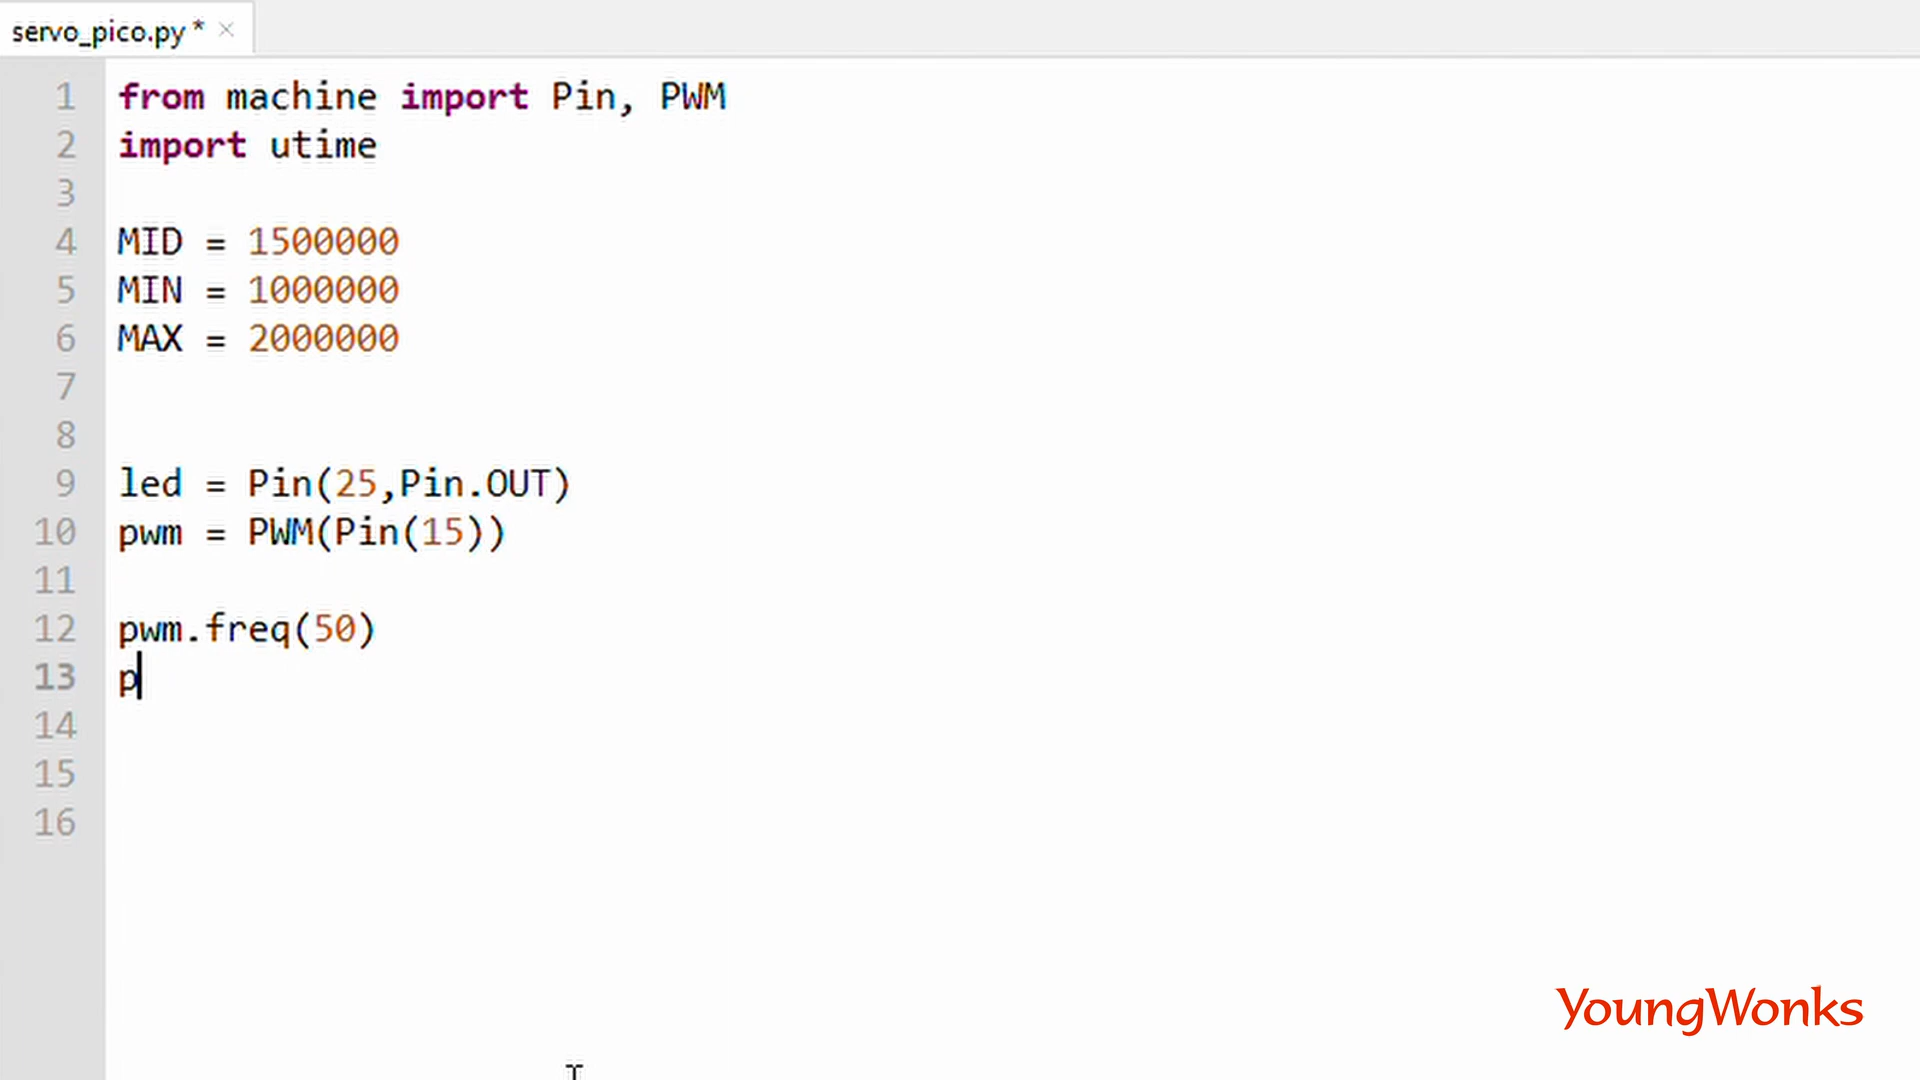 servo_pico.py * ×
1 from machine import Pin, PWM
2 import utime
3
4 MID = 1500000
5 MIN = 1000000
6 MAX = 2000000
7
8
9 led = Pin(25,Pin.OUT)
10 pwm = PWM(Pin(15))
11
12 pwm.freq(50)
13 p
14
15
16
YoungWonks